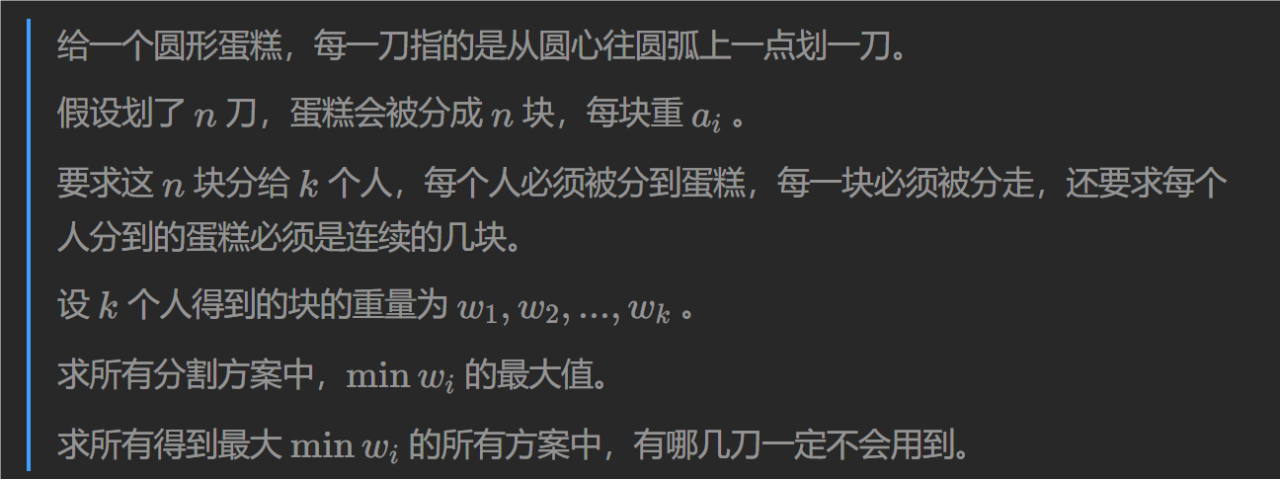 给一个圆形蛋糕，每一刀指的是从圆心往圆弧上一点划一刀。
假设划了 n 刀，蛋糕会被分成 n 块，每块重 a_i 。
要求这 n 块分给 k 个人，每个人必须被分到蛋糕，每一块必须被分走，还要求每个
人分到的蛋糕必须是连续的几块。
设 k 个人得到的块的重量为 w_1, w_2, ..., w_k 。
求所有分割方案中，min w_i 的最大值。
求所有得到最大 min w_i 的所有方案中，有哪几刀一定不会用到。